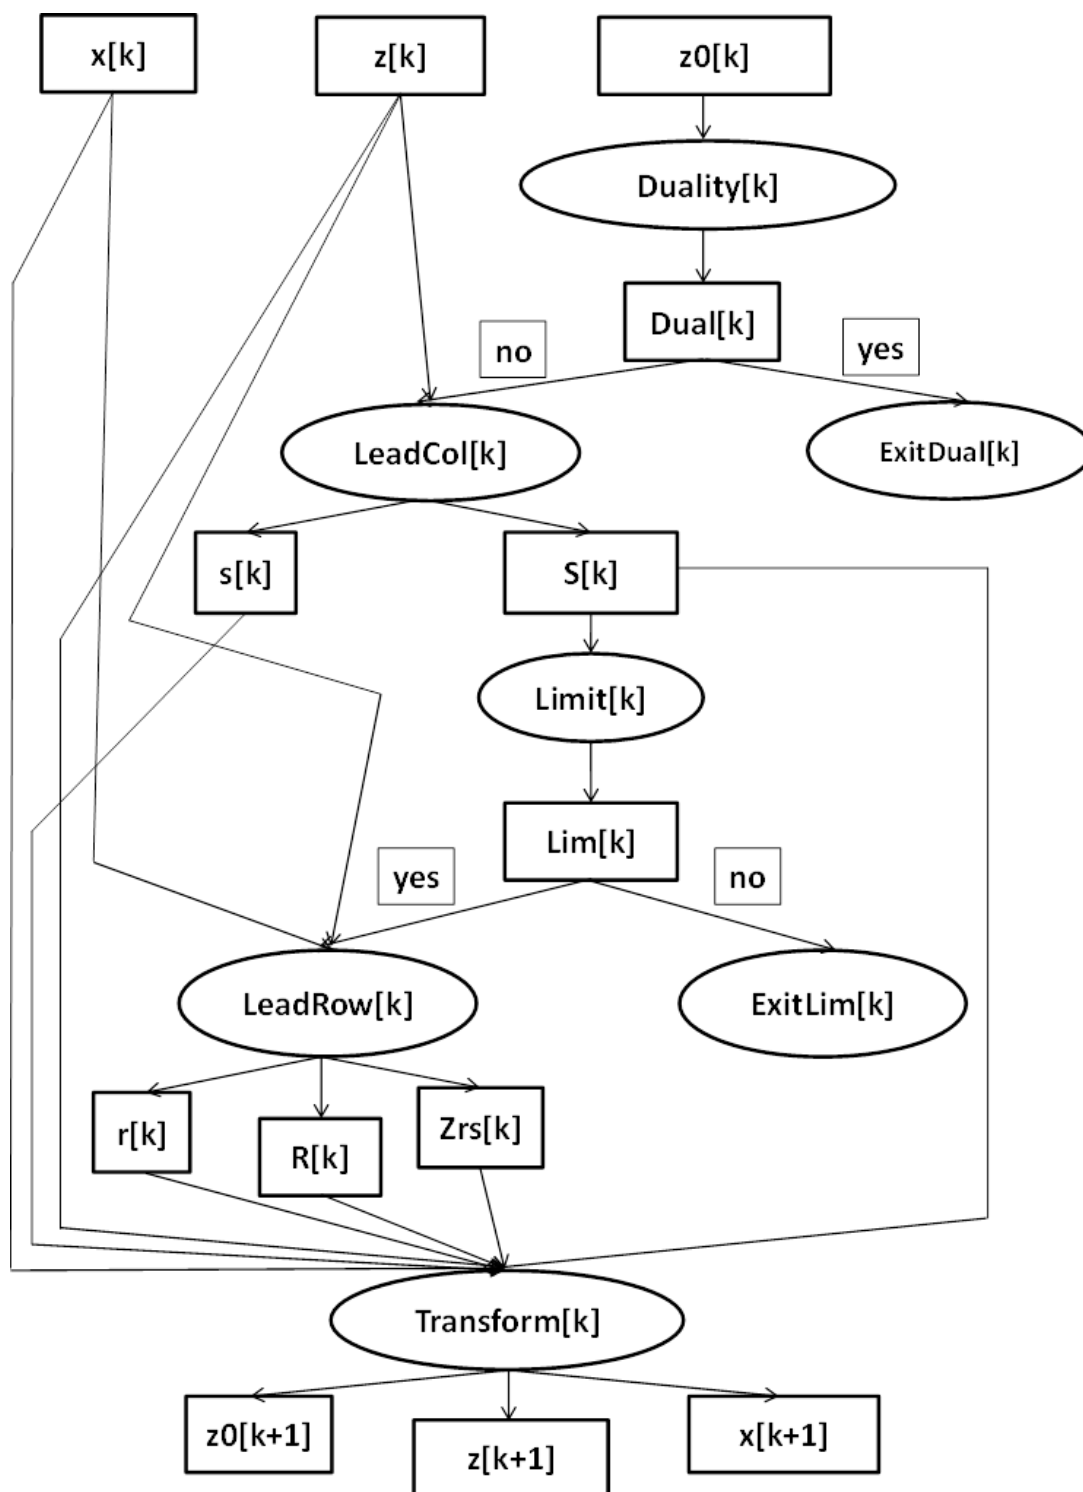 x[k]
z[k]
z0[k]
Duality[k]
Dual[k]
no
yes
LeadCol[k]
ExitDual[k]
s[k]
S[k]
Limit[k]
Lim[k]
yes
no
LeadRow[k]
ExitLim[k]
r[k]
R[k]
Zrs[k]
Transform[k]
z0[k+1]
z[k+1]
x[k+1]